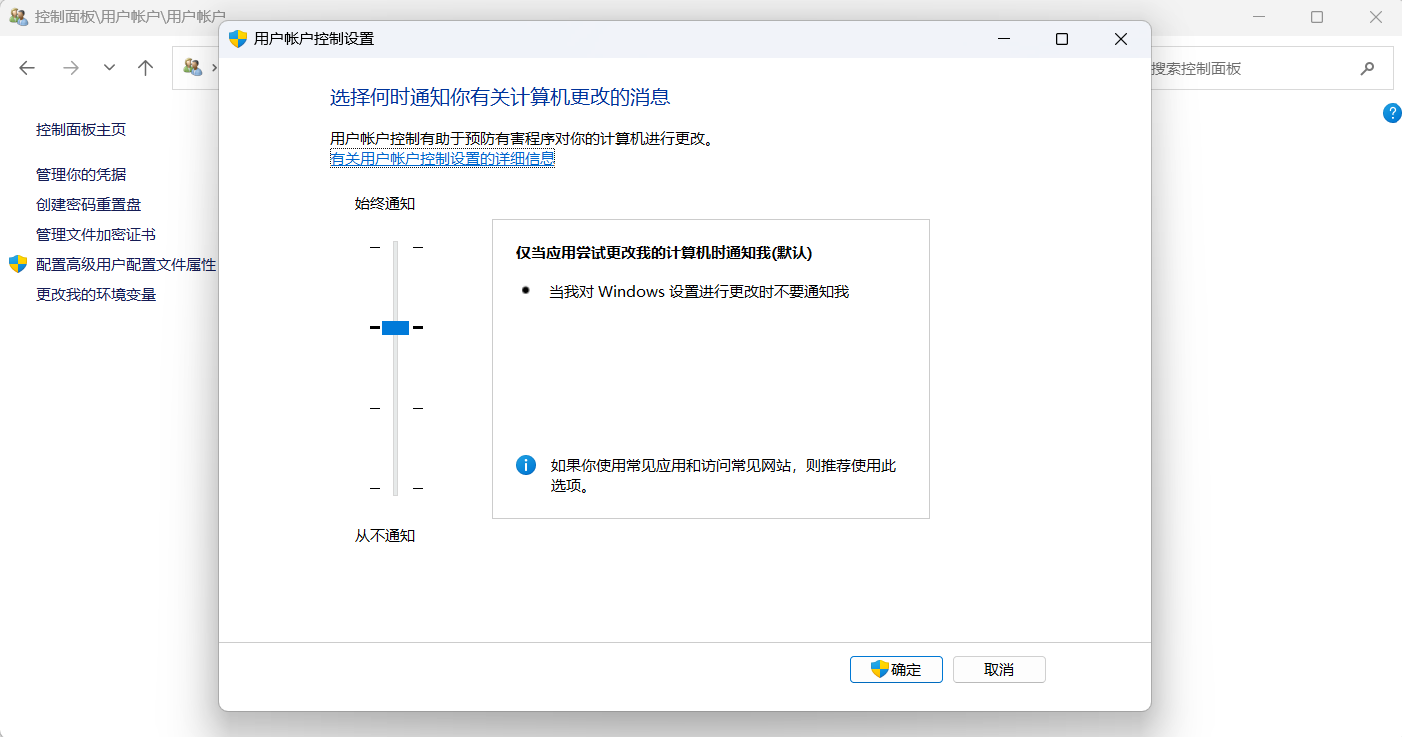 控制面板\用户帐户\用户帐户
用户帐户控制设置
搜索控制面板
控制面板主页
管理你的凭据
创建密码重置盘
管理文件加密证书
配置高级用户配置文件属性
更改我的环境变量
选择何时通知你有关计算机更改的消息
用户帐户控制有助于预防有害程序对你的计算机进行更改。
有关用户帐户控制设置的详细信息
始终通知
仅当应用尝试更改我的计算机时通知我(默认)
当我对 Windows 设置进行更改时不要通知我
如果你使用常见应用和访问常见网站，则推荐使用此
选项。
从不通知
确定
取消